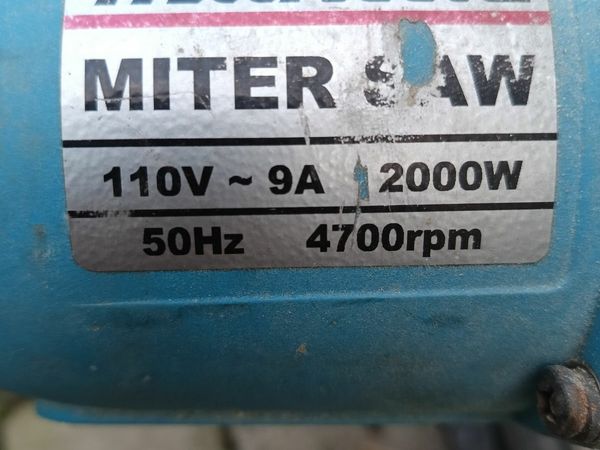 MITER SAW
110V ~ 9A 2000W
50Hz 4700rpm